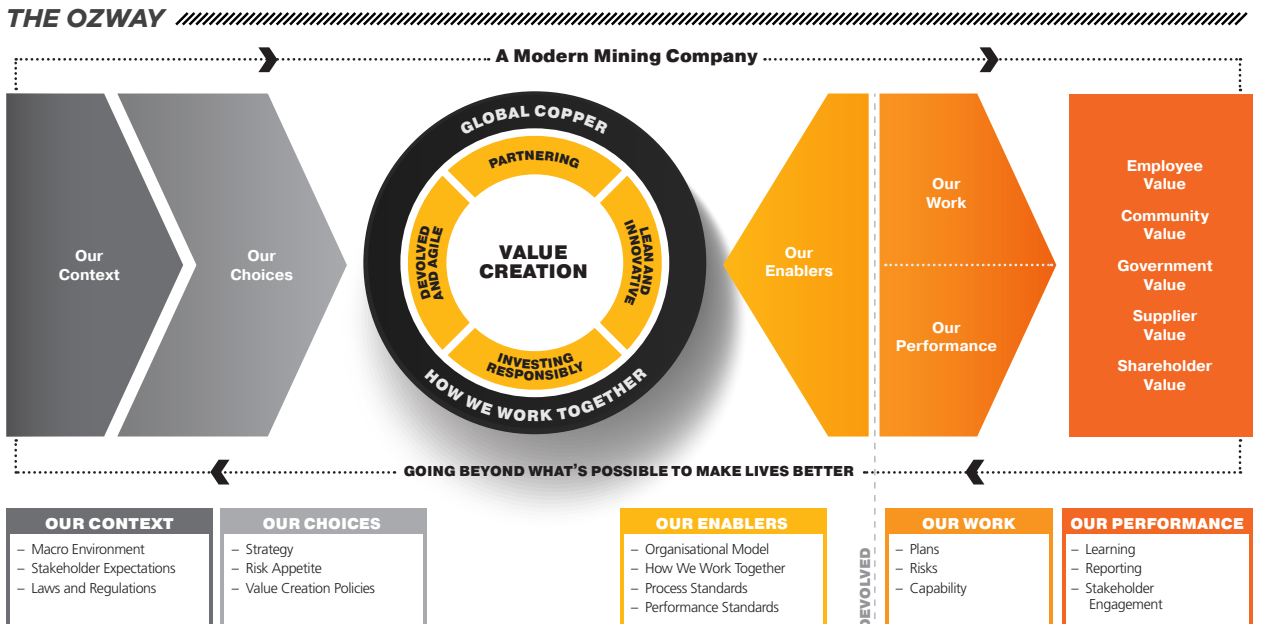 THE OZWAY
A Modern Mining Company
Our
Context
Our
Choices
GLOBAL COPPER
PARTNERING
DEVOLVED
AND AGILE
VALUE
CREATION
LEAN AND
INNOVATIVE
INVESTING
RESPONSIBLY
HOW WE WORK TOGETHER
Our
Enablers
Our
Work
Our
Performance
Employee
Value
Community
Value
Government
Value
Supplier
Value
Shareholder
Value
GOING BEYOND WHAT'S POSSIBLE TO MAKE LIVES BETTER
OUR CONTEXT
– Macro Environment
– Stakeholder Expectations
– Laws and Regulations
OUR CHOICES
– Strategy
– Risk Appetite
– Value Creation Policies
OUR ENABLERS
– Organisational Model
– How We Work Together
– Process Standards
– Performance Standards
DEVOLVED
OUR WORK
– Plans
– Risks
– Capability
OUR PERFORMANCE
– Learning
– Reporting
– Stakeholder
Engagement